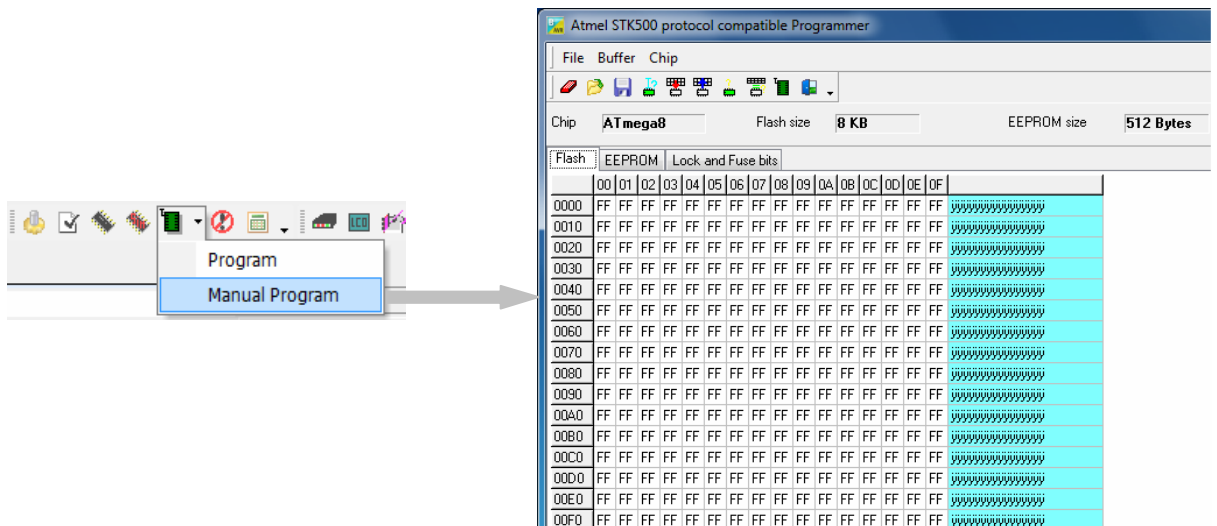 LCD
Program
Manual Program
Atmel STK500 protocol compatible Programmer
File Buffer Chip
Chip ATmega8 Flash size 8 KB EEPROM size 512 Bytes
Flash EEPROM Lock and Fuse bits
00 01 02 03 04 05 06 07 08 09 0A 0B 0C 0D 0E 0F
0000 FF FF FF FF FF FF FF FF FF FF FF FF FF FF FF FF ÿÿÿÿÿÿÿÿÿÿÿÿÿÿÿÿ
0010 FF FF FF FF FF FF FF FF FF FF FF FF FF FF FF FF ÿÿÿÿÿÿÿÿÿÿÿÿÿÿÿÿ
0020 FF FF FF FF FF FF FF FF FF FF FF FF FF FF FF FF ÿÿÿÿÿÿÿÿÿÿÿÿÿÿÿÿ
0030 FF FF FF FF FF FF FF FF FF FF FF FF FF FF FF FF ÿÿÿÿÿÿÿÿÿÿÿÿÿÿÿÿ
0040 FF FF FF FF FF FF FF FF FF FF FF FF FF FF FF FF ÿÿÿÿÿÿÿÿÿÿÿÿÿÿÿÿ
0050 FF FF FF FF FF FF FF FF FF FF FF FF FF FF FF FF ÿÿÿÿÿÿÿÿÿÿÿÿÿÿÿÿ
0060 FF FF FF FF FF FF FF FF FF FF FF FF FF FF FF FF ÿÿÿÿÿÿÿÿÿÿÿÿÿÿÿÿ
0070 FF FF FF FF FF FF FF FF FF FF FF FF FF FF FF FF ÿÿÿÿÿÿÿÿÿÿÿÿÿÿÿÿ
0080 FF FF FF FF FF FF FF FF FF FF FF FF FF FF FF FF ÿÿÿÿÿÿÿÿÿÿÿÿÿÿÿÿ
0090 FF FF FF FF FF FF FF FF FF FF FF FF FF FF FF FF ÿÿÿÿÿÿÿÿÿÿÿÿÿÿÿÿ
00A0 FF FF FF FF FF FF FF FF FF FF FF FF FF FF FF FF ÿÿÿÿÿÿÿÿÿÿÿÿÿÿÿÿ
00B0 FF FF FF FF FF FF FF FF FF FF FF FF FF FF FF FF ÿÿÿÿÿÿÿÿÿÿÿÿÿÿÿÿ
00C0 FF FF FF FF FF FF FF FF FF FF FF FF FF FF FF FF ÿÿÿÿÿÿÿÿÿÿÿÿÿÿÿÿ
00D0 FF FF FF FF FF FF FF FF FF FF FF FF FF FF FF FF ÿÿÿÿÿÿÿÿÿÿÿÿÿÿÿÿ
00E0 FF FF FF FF FF FF FF FF FF FF FF FF FF FF FF FF ÿÿÿÿÿÿÿÿÿÿÿÿÿÿÿÿ
00F0 FF FF FF FF FF FF FF FF FF FF FF FF FF FF FF FF ÿÿÿÿÿÿÿÿÿÿÿÿÿÿÿÿ